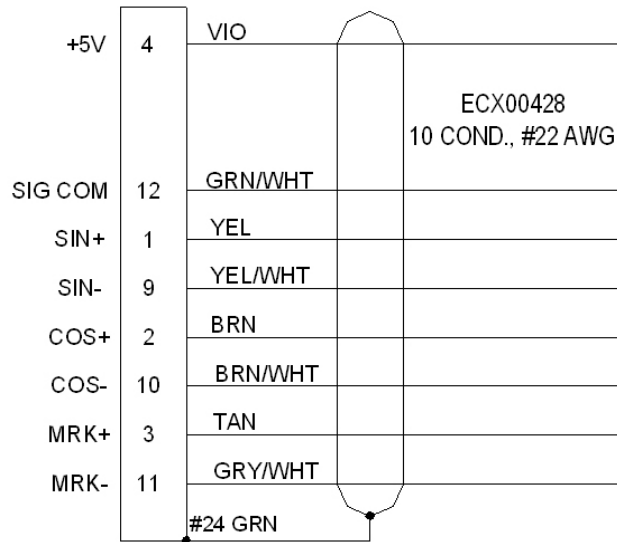 +5V 4 VIO
ECX00428
10 COND., #22 AWG
SIG COM 12 GRN/WHT
SIN+ 1 YEL
SIN- 9 YEL/WHT
COS+ 2 BRN
COS- 10 BRN/WHT
MRK+ 3 TAN
MRK- 11 GRY/WHT
#24 GRN